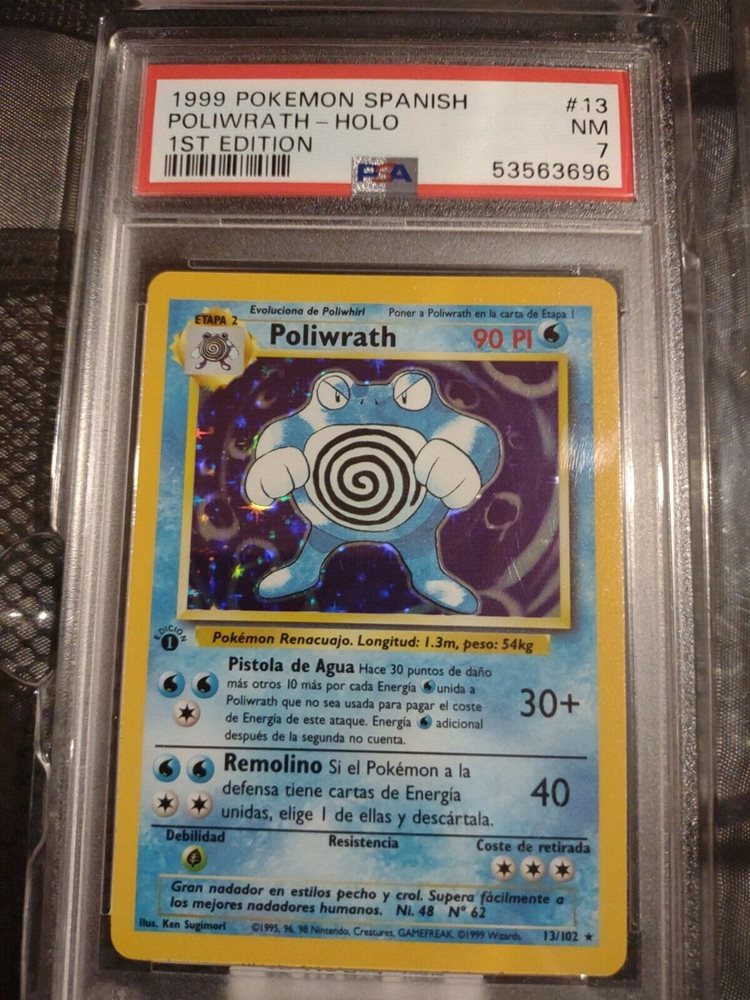 1999 POKEMON SPANISH #13
POLIWRATH - HOLO NM
1ST EDITION 7
PSA 53563696
Evoluciona de Poliwhirl Poner a Poliwrath en la carta de Etapa 1
ETAPA 2
Poliwrath 90 PI
EDICIÓN
1
Pokémon Renacuajo. Longitud: 1.3m, peso: 54kg
Pistola de Agua Hace 30 puntos de daño
más otros 10 más por cada Energía unida a
Poliwrath que no sea usada para pagar el coste
de Energía de este ataque. Energía adicional
después de la segunda no cuenta.
30+
Remolino Si el Pokémon a la
defensa tiene cartas de Energía
unidas, elige 1 de ellas y descártala.
40
Debilidad Resistencia Coste de retirada
Gran nadador en estilos pecho y crol. Supera fácilmente a
los mejores nadadores humanos. Ni. 48 Nº 62
Ilus. Ken Sugimori ©1995, 96, 98 Nintendo, Creatures, GAMEFREAK. ©1999 Wizards. 13/102 ★